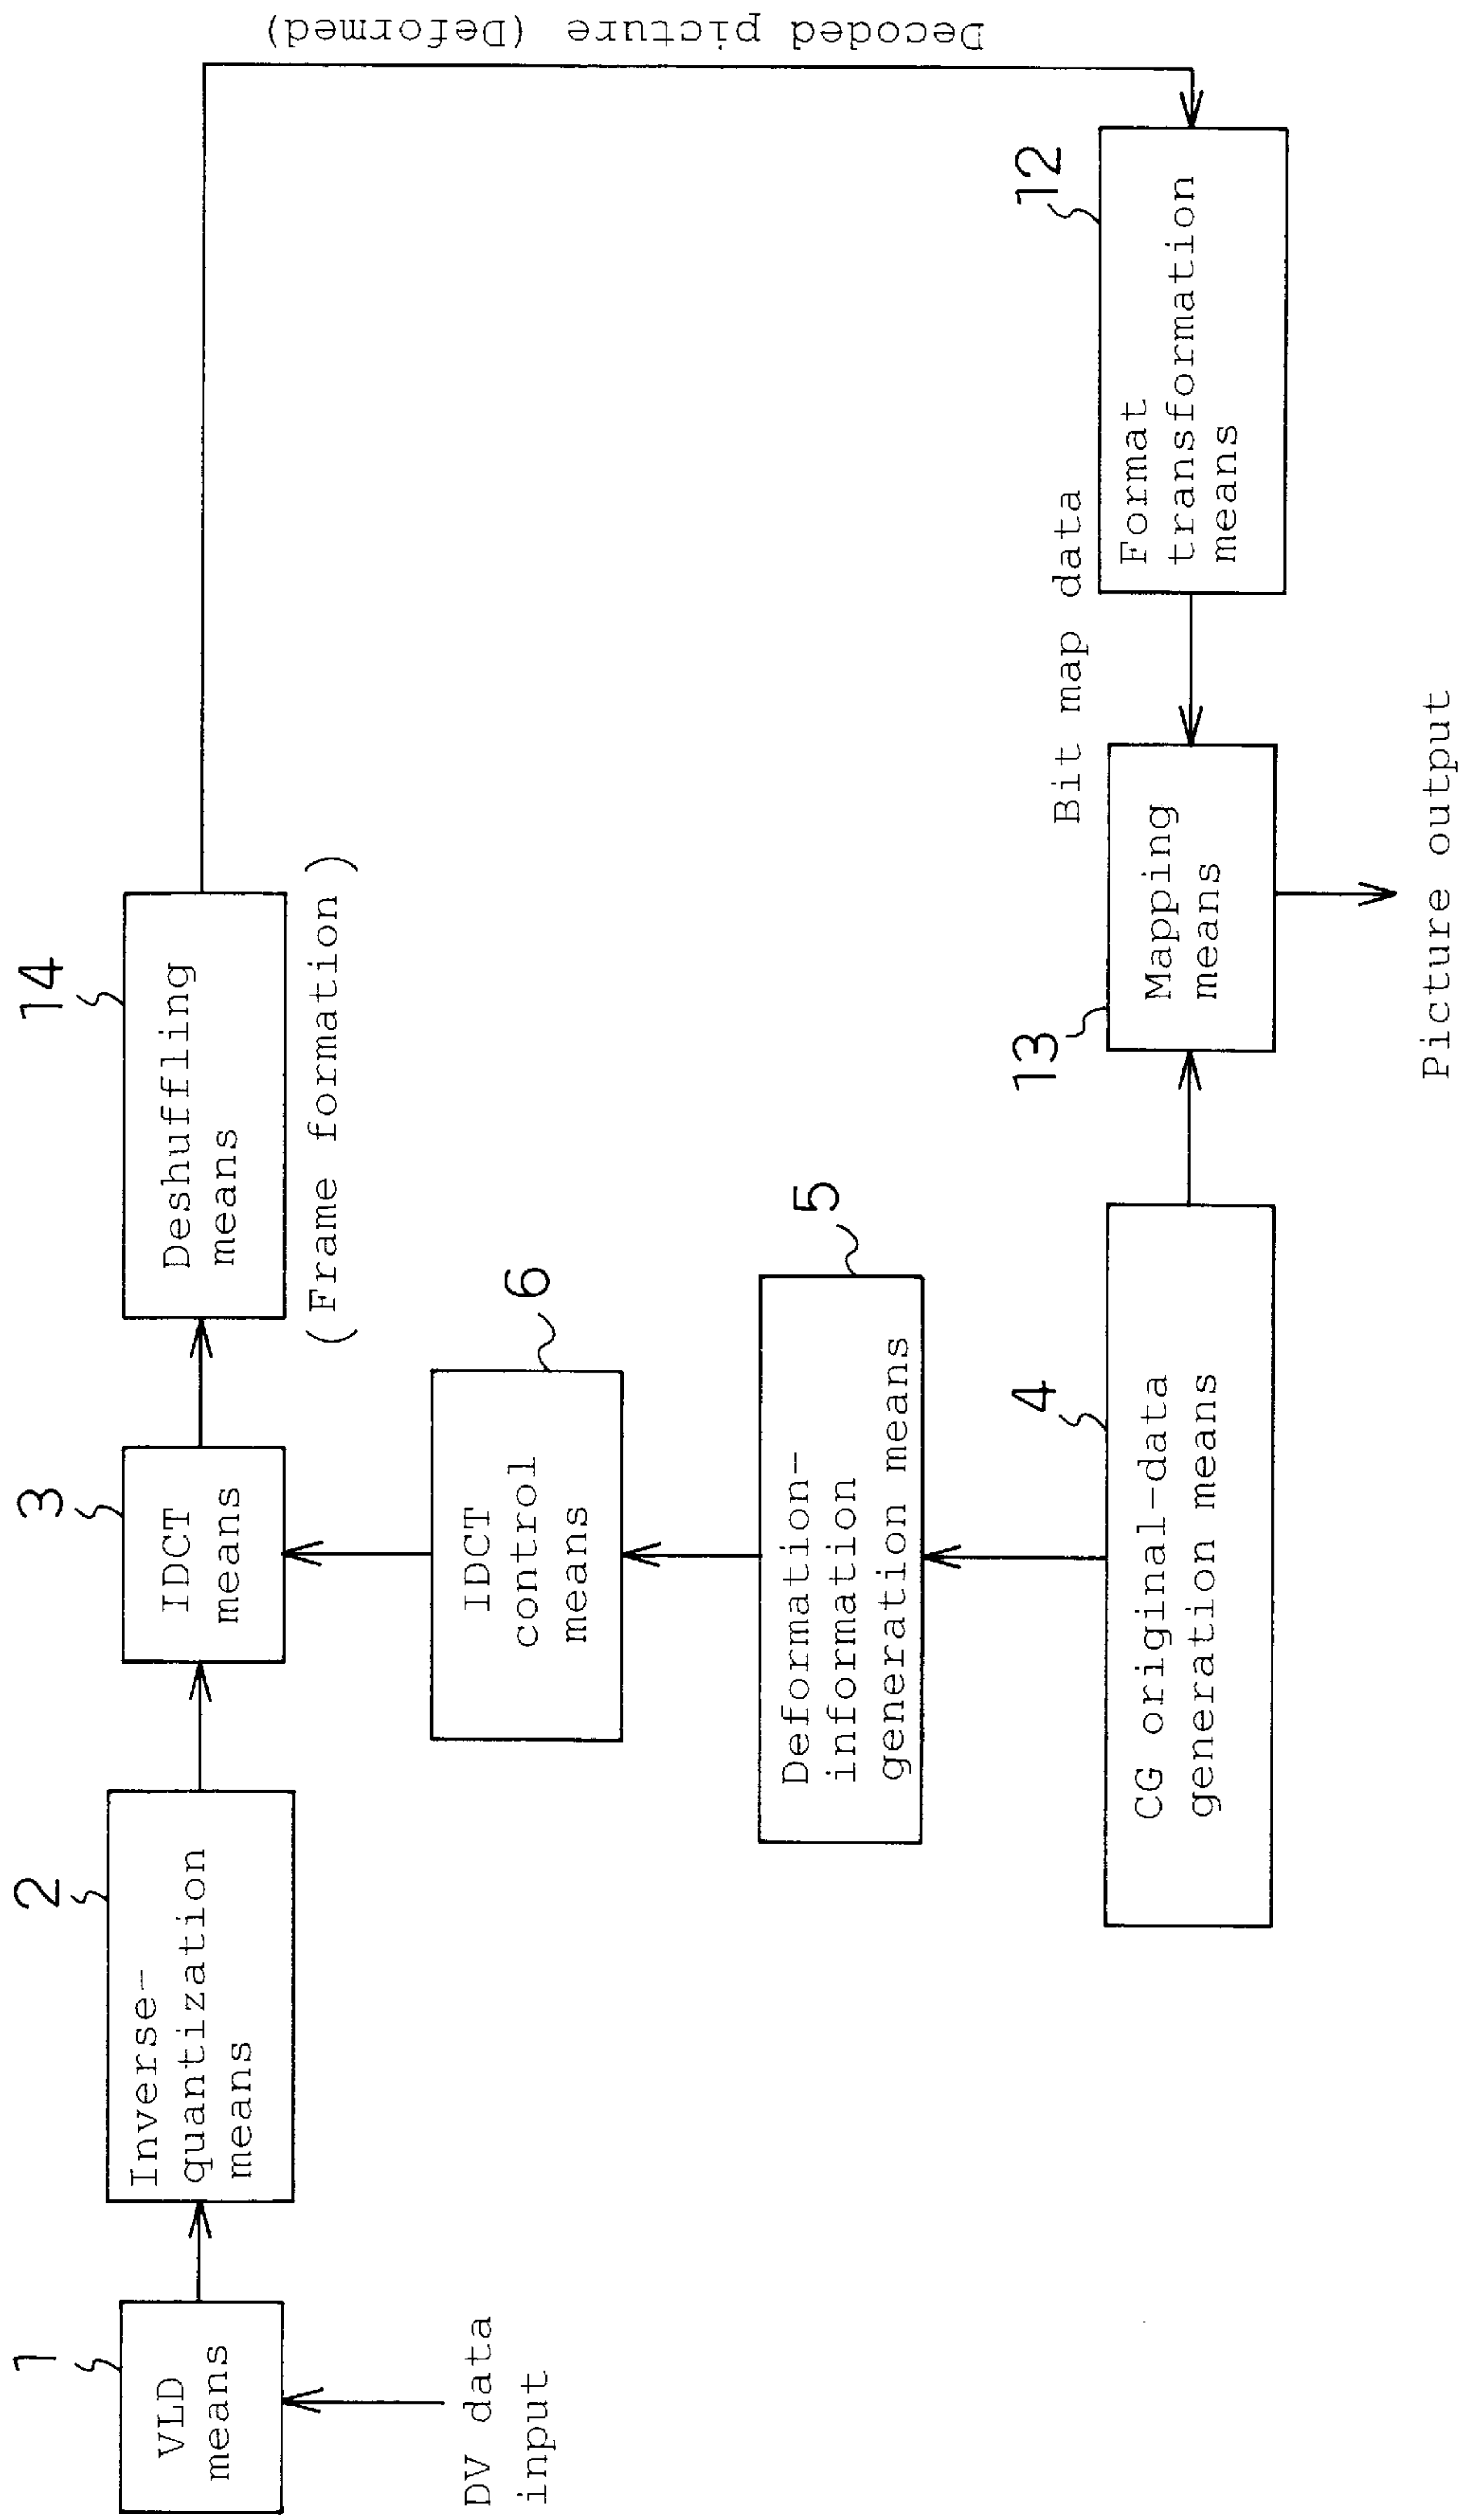 1
VLD
means
DV data
input
2
Inverse-
quantization
means
3
IDCT
means
14
Deshuffling
means
(Frame formation)
Decoded picture (Deformed)
6
IDCT
control
means
5
Deformation-
information
generation means
4
CG original-data
generation means
13
Mapping
means
Bit map data
12
Format
transformation
means
Picture output